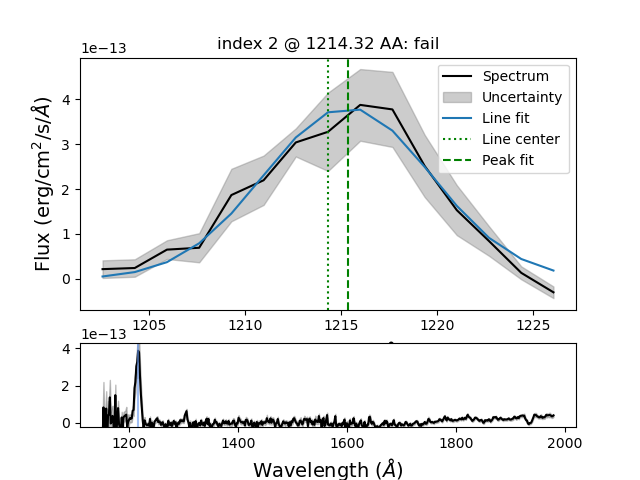 index 2 @ 1214.32 AA: fail
1e−13
Flux (erg/cm²/s/Å)
4
3
2
1
0
Spectrum
Uncertainty
Line fit
Line center
Peak fit
1205 1210 1215 1220 1225
1e−13
4
2
0
1200 1400 1600 1800 2000
Wavelength (Å)